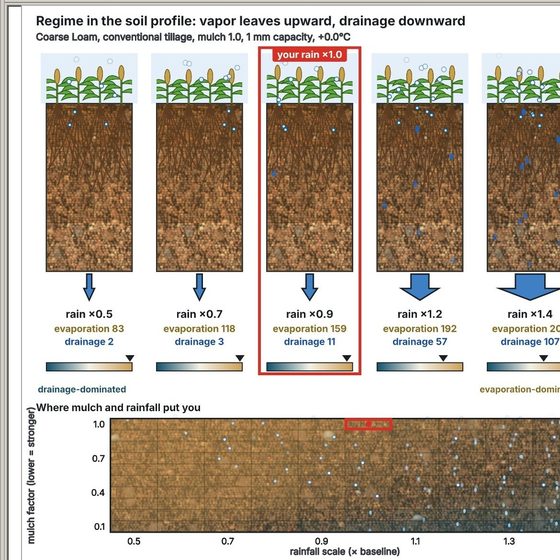 Regime in the soil profile: vapor leaves upward, drainage downward
Coarse Loam, conventional tillage, mulch 1.0, 1 mm capacity, +0.0°C
your rain ×1.0
rain ×0.5
evaporation 83
drainage 2
rain ×0.7
evaporation 118
drainage 3
rain ×0.9
evaporation 159
drainage 11
rain ×1.2
evaporation 192
drainage 57
rain ×1.4
evaporation 20
drainage 107
drainage-dominated
evaporation-domin
Where mulch and rainfall put you
mulch factor (lower = stronger)
1.0
0.7
0.4
0.1
0.5 0.7 0.9 1.1 1.3
rainfall scale (× baseline)